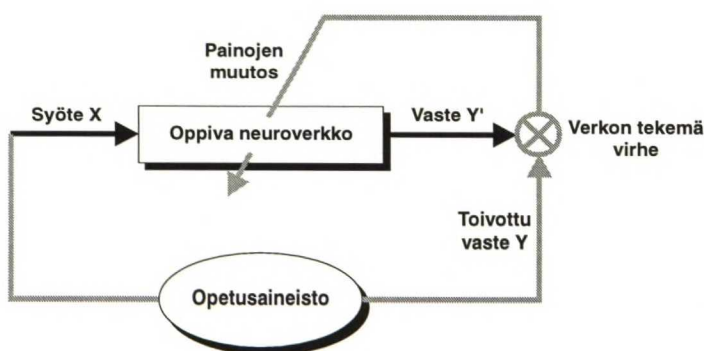 Painojen
muutos
Syöte X
Oppiva neuroverkko
Vaste Y'
Verkon tekemä
virhe
Toivottu
vaste Y
Opetusaineisto